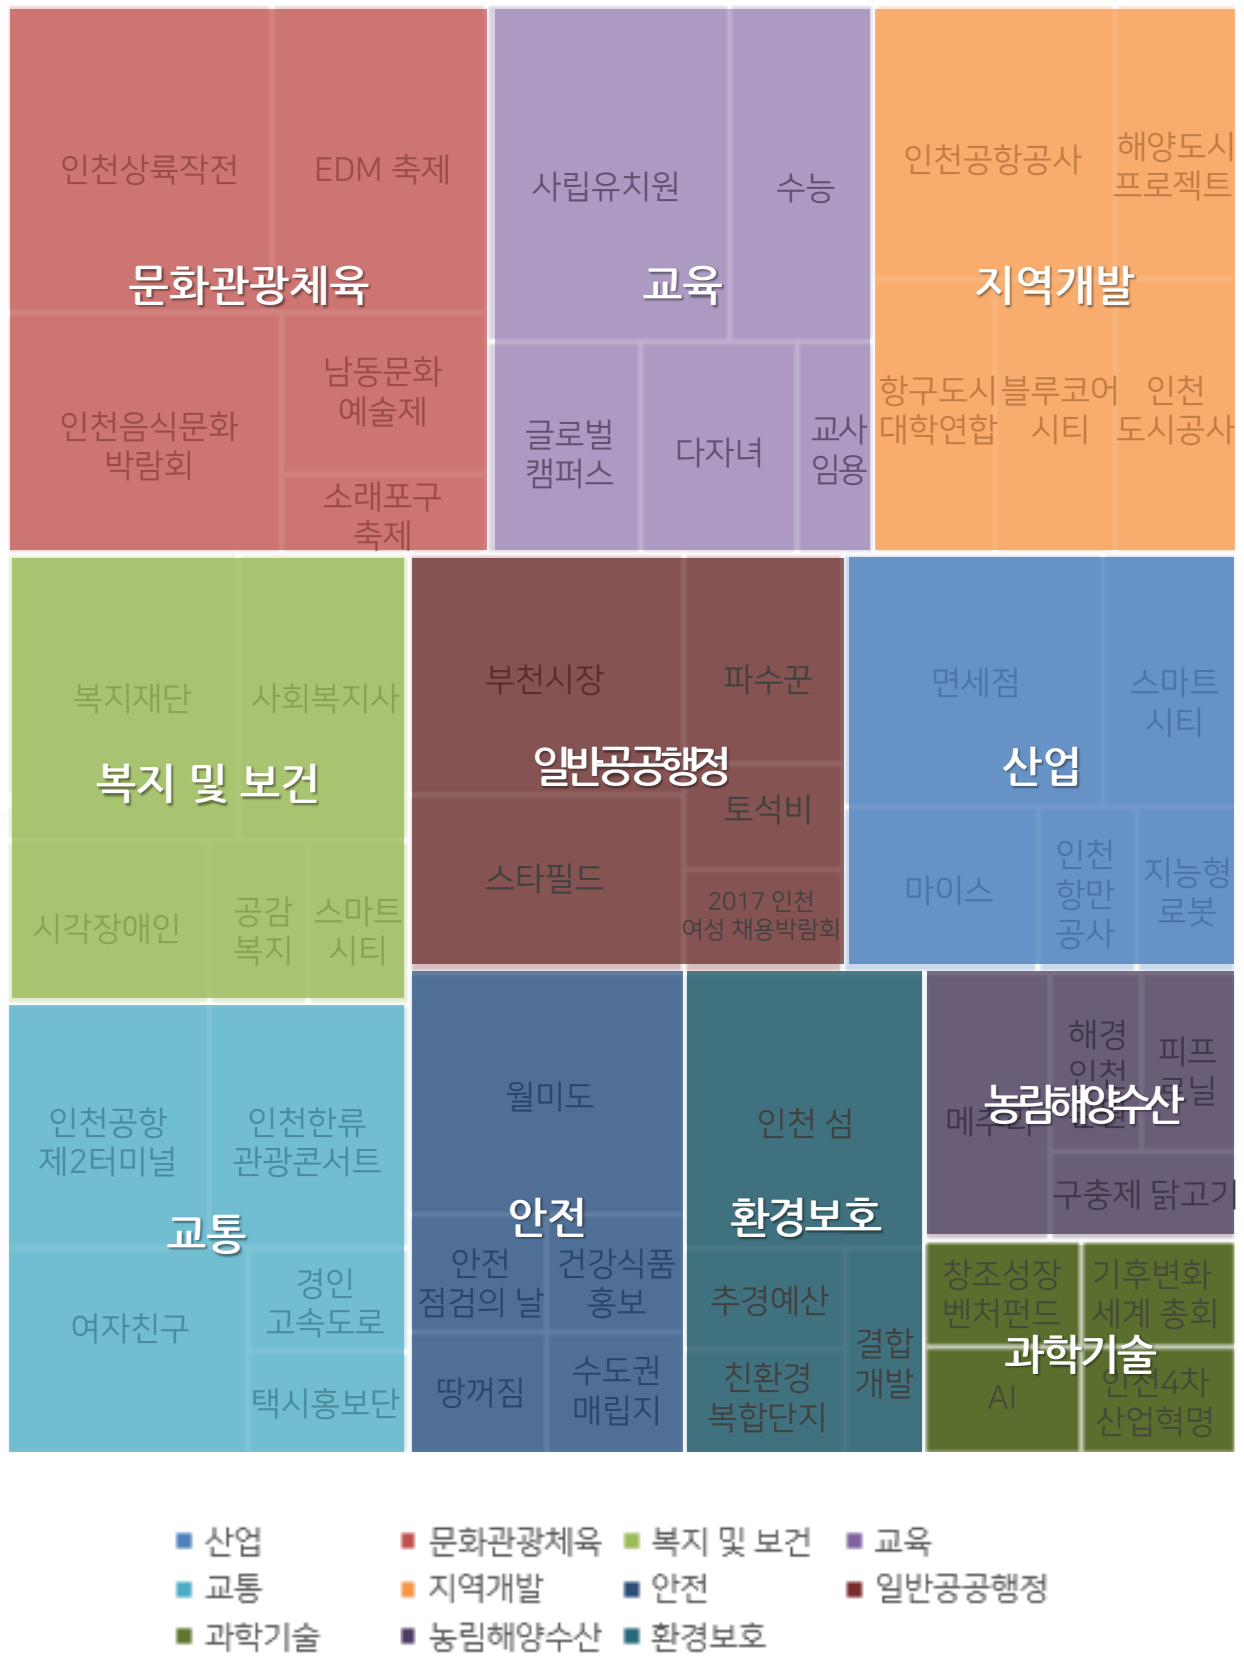 인천상륙작전
EDM 축제
문화관광체육
인천음식문화
박람회
남동문화
예술제
소래포구
축제
사립유치원
수능
교육
글로벌
캠퍼스
다자녀
교사
임용
인천공항공사
해양도시
프로젝트
지역개발
항구도시
대학연합
블루코어
시티
인천
도시공사
복지재단
사회복지사
복지 및 보건
시각장애인
공감
복지
스마트
시티
부천시장
파수꾼
일반공공행정
토석비
스타필드
2017 인천
여성 채용박람회
면세점
스마트
시티
산업
마이스
인천
항만
공사
지능형
로봇
인천공항
제2터미널
인천한류
관광콘서트
교통
여자친구
경인
고속도로
택시홍보단
월미도
안전
안전
점검의 날
건강식품
홍보
땅꺼짐
수도권
매립지
인천 섬
환경보호
추경예산
결합
개발
친환경
복합단지
해경
인천
피프
로닐
농림해양수산
구충제 닭고기
창조성장
벤처펀드
기후변화
세계 총회
과학기술
AI
인천4차
산업혁명
산업 문화관광체육 복지 및 보건 교육
교통 지역개발 안전 일반공공행정
과학기술 농림해양수산 환경보호